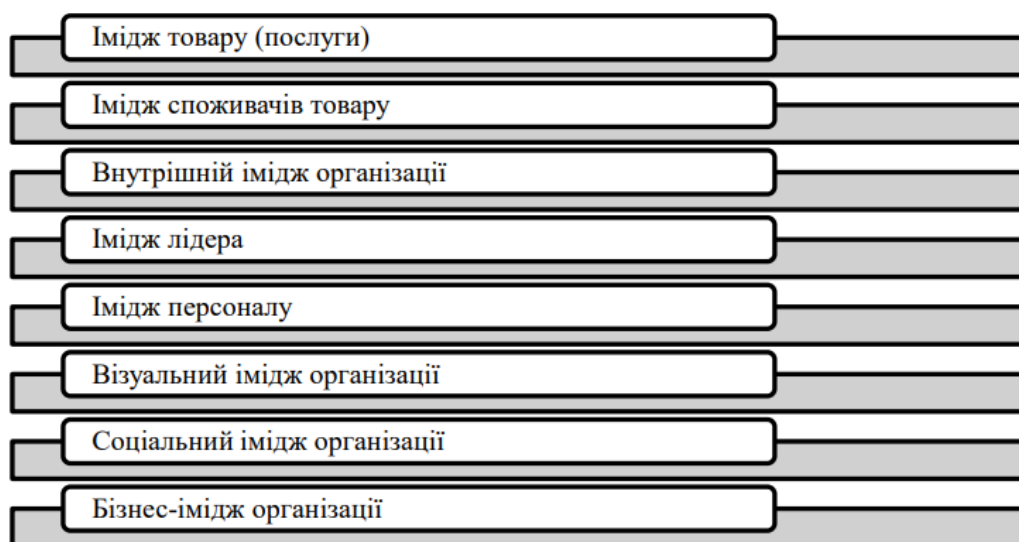 Імідж товару (послуги)
Імідж споживачів товару
Внутрішній імідж організації
Імідж лідера
Імідж персоналу
Візуальний імідж організації
Соціальний імідж організації
Бізнес-імідж організації